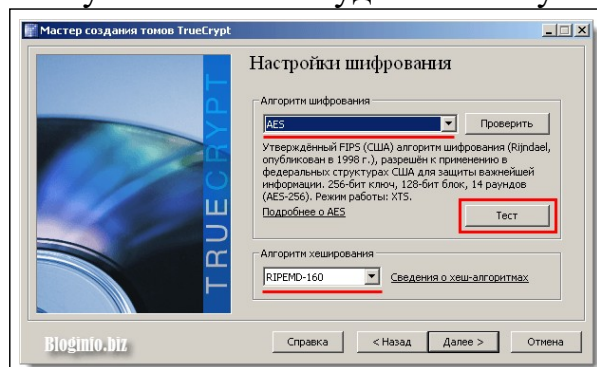 Мастер создания томов TrueCrypt
TRUECRYPT
Настройки шифрования
Алгоритм шифрования
AES
Проверить
Утверждённый FIPS (США) алгоритм шифрования (Rijndael,
опубликован в 1998 г.), разрешён к применению в
федеральных структурах США для защиты важнейшей
информации. 256-бит ключ, 128-бит блок, 14 раундов
(AES-256). Режим работы: XTS.
Подробнее о AES
Тест
Алгоритм хеширования
RIPEMD-160
Сведения о хеш-алгоритмах
Bloginfo.biz
Справка
< Назад
Далее >
Отмена